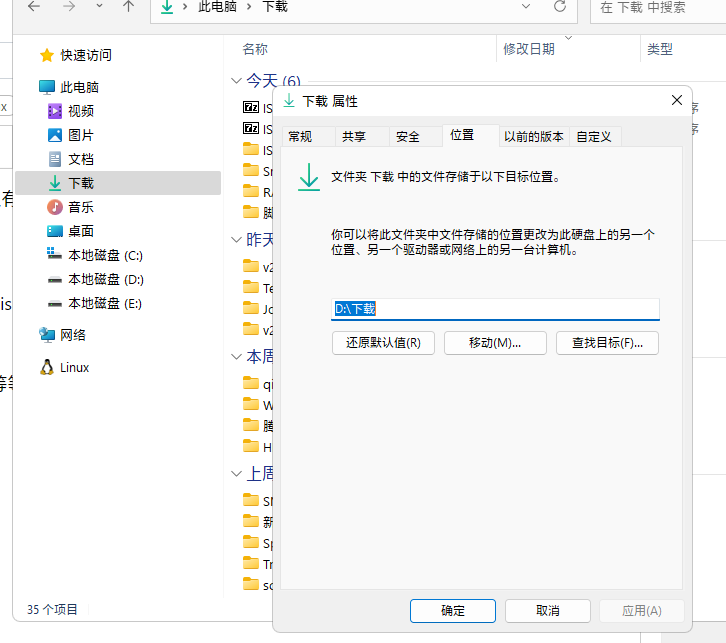 此电脑 > 下载
在 下载 中搜索
快速访问
此电脑
视频
图片
文档
下载
音乐
桌面
本地磁盘 (C:)
本地磁盘 (D:)
本地磁盘 (E:)
网络
Linux
35 个项目
名称
修改日期
类型
今天 (6)
IS
IS
IS
Sr
RA
脚
昨天
v2
Te
Jo
v2
本周
qi
W
腾
H
上周
SM
新
Sp
Tr
sc
下载 属性
常规
共享
安全
位置
以前的版本
自定义
文件夹 下载 中的文件存储于以下目标位置。
你可以将此文件夹中文件存储的位置更改为此硬盘上的另一个
位置、另一个驱动器或网络上的另一台计算机。
D:\下载
还原默认值(R)
移动(M)...
查找目标(F)...
确定
取消
应用(A)